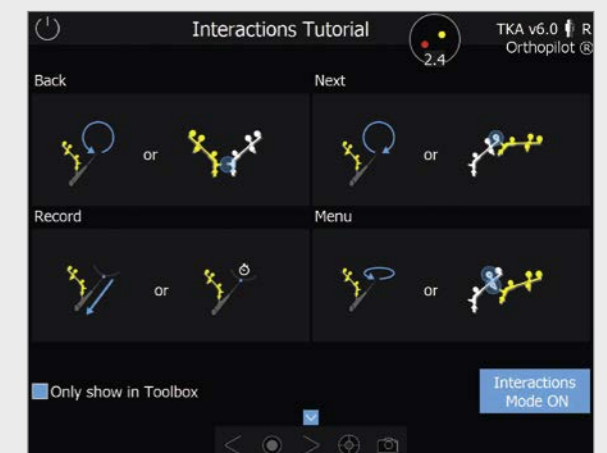 Interactions Tutorial
2.4
TKA v6.0 R
Orthopilot ®
Back
Next
or
or
Record
Menu
or
or
Only show in Toolbox
Interactions
Mode ON